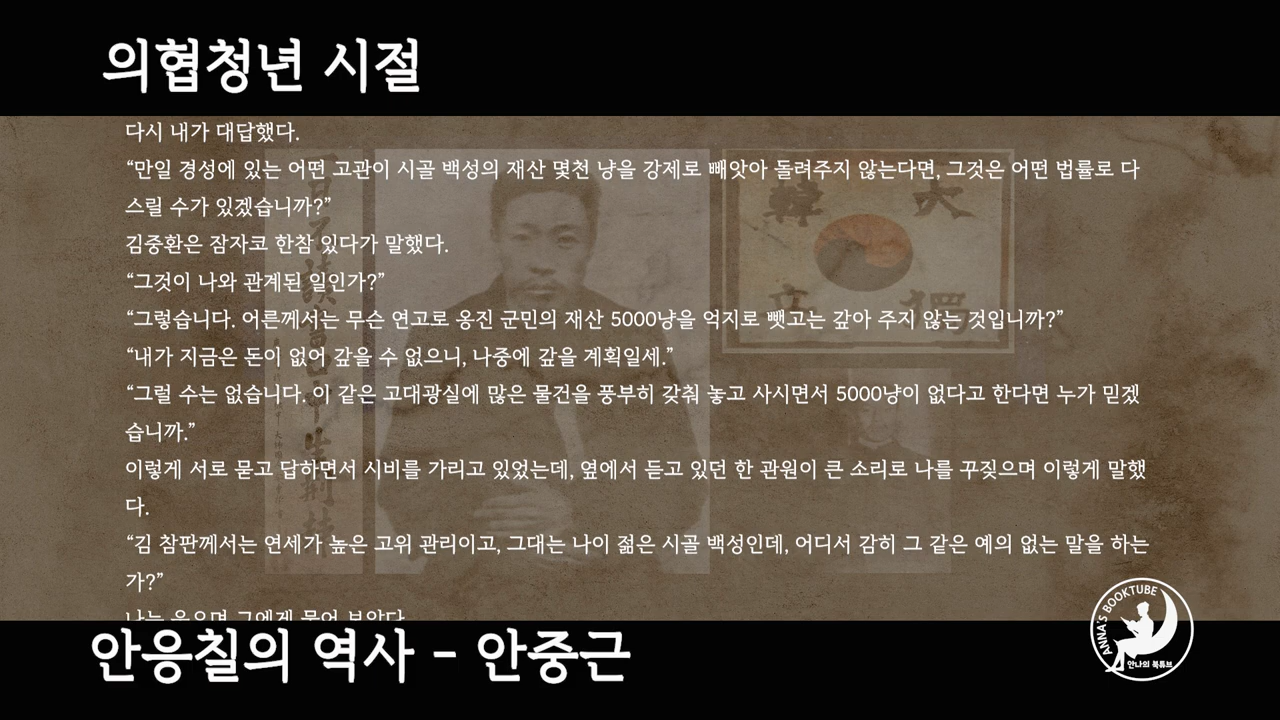 의협청년 시절
다시 내가 대답했다.
“만일 경성에 있는 어떤 고관이 시골 백성의 재산 몇천 냥을 강제로 빼앗아 돌려주지 않는다면, 그것은 어떤 법률로 다
스릴 수가 있겠습니까?”
김중환은 잠자코 한참 있다가 말했다.
“그것이 나와 관계된 일인가?”
“그렇습니다. 어른께서는 무슨 연고로 옹진 군민의 재산 5000냥을 억지로 뺏고는 갚아 주지 않는 것입니까?”
“내가 지금은 돈이 없어 갚을 수 없으니, 나중에 갚을 계획일세.”
“그럴 수는 없습니다. 이 같은 고대광실에 많은 물건을 풍부히 갖춰 놓고 사시면서 5000냥이 없다고 한다면 누가 믿겠
습니까.”
이렇게 서로 묻고 답하면서 시비를 가리고 있었는데, 옆에서 듣고 있던 한 관원이 큰 소리로 나를 꾸짖으며 이렇게 말했
다.
“김 참판께서는 연세가 높은 고위 관리이고, 그대는 나이 젊은 시골 백성인데, 어디서 감히 그 같은 예의 없는 말을 하는
가?”
나는 웃으며 그에게 물어 보았다.
안응칠의 역사 - 안중근
ANNA'S BOOKTUBE
안나의 북튜브
大
韓
獨
立